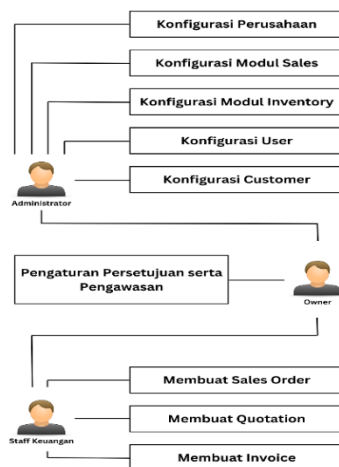 Konfigurasi Perusahaan
Konfigurasi Modul Sales
Konfigurasi Modul Inventory
Konfigurasi User
Konfigurasi Customer
Administrator
Pengaturan Persetujuan serta
Pengawasan
Owner
Membuat Sales Order
Membuat Quotation
Staff Keuangan
Membuat Invoice